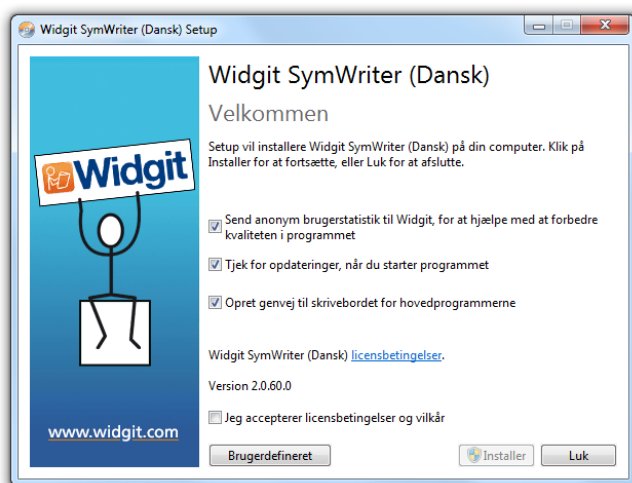 Widgit SymWriter (Dansk) Setup
Widgit
www.widgit.com
Widgit SymWriter (Dansk)
Velkommen
Setup vil installere Widgit SymWriter (Dansk) på din computer. Klik på
Installer for at fortsætte, eller Luk for at afslutte.
Send anonym brugerstatistik til Widgit, for at hjælpe med at forbedre
kvaliteten i programmet
Tjek for opdateringer, når du starter programmet
Opret genvej til skrivebordet for hovedprogrammerne
Widgit SymWriter (Dansk) licensbetingelser.
Version 2.0.60.0
Jeg accepterer licensbetingelser og vilkår
Brugerdefineret
Installer
Luk